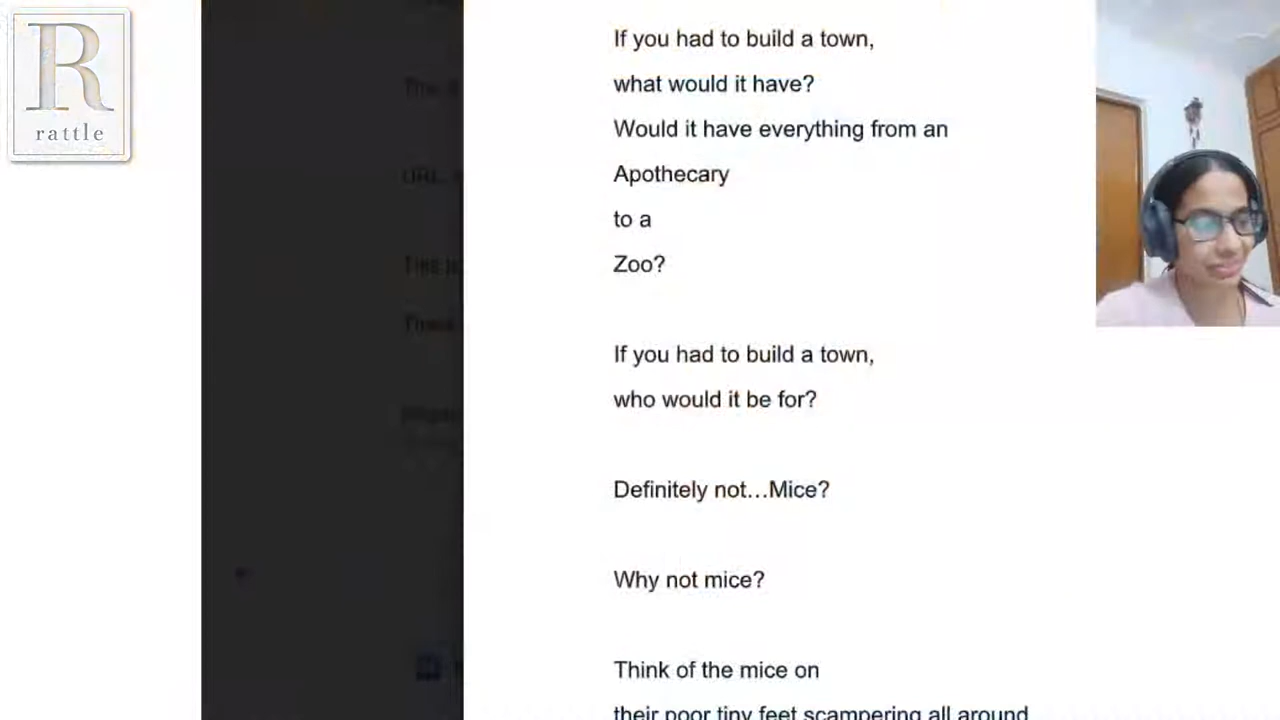 R
rattle
If you had to build a town,
what would it have?
Would it have everything from an
Apothecary
to a
Zoo?
If you had to build a town,
who would it be for?
Definitely not…Mice?
Why not mice?
Think of the mice on
their poor tiny feet scampering all around